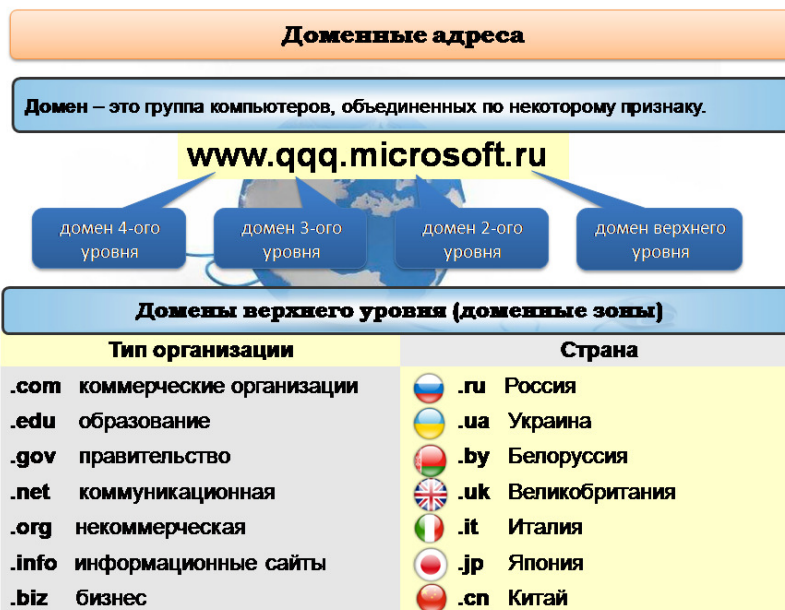 Доменные адреса
Домен – это группа компьютеров, объединенных по некоторому признаку.
www.qqq.microsoft.ru
домен 4-ого
уровня
домен 3-ого
уровня
домен 2-ого
уровня
домен верхнего
уровня
Домены верхнего уровня (доменные зоны)
Тип организации
.com коммерческие организации
.edu образование
.gov правительство
.net коммуникационная
.org некоммерческая
.info информационные сайты
.biz бизнес
Страна
.ru Россия
.ua Украина
.by Белоруссия
.uk Великобритания
.it Италия
.jp Япония
.cn Китай